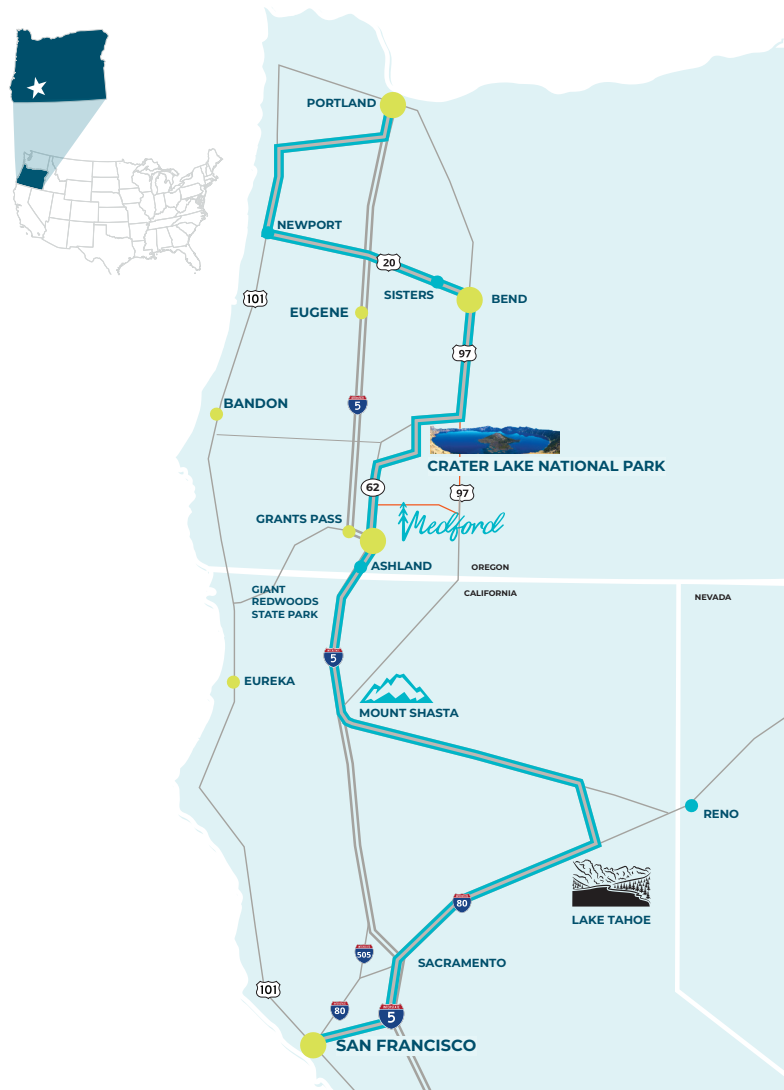 PORTLAND
NEWPORT
20
SISTERS
BEND
101
EUGENE
97
BANDON
5
CRATER LAKE NATIONAL PARK
62
97
GRANTS PASS
Medford
ASHLAND
OREGON
CALIFORNIA
NEVADA
GIANT
REDWOODS
STATE PARK
5
EUREKA
MOUNT SHASTA
RENO
80
LAKE TAHOE
505
SACRAMENTO
101
80
5
SAN FRANCISCO